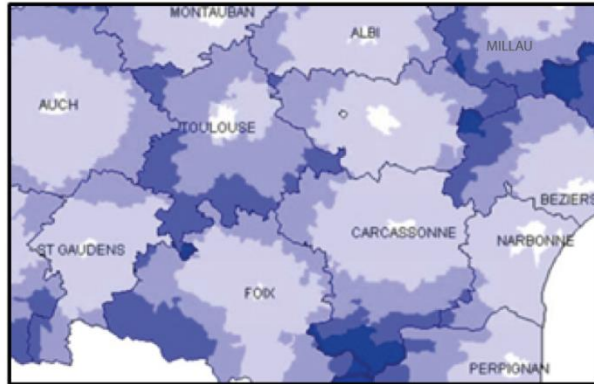 MONTAUBAN
ALBI
MILLAU
AUCH
TOULOUSE
BEZIERS
CARCASSONNE
NARBONNE
ST GAUDENS
FOIX
PERPIGNAN